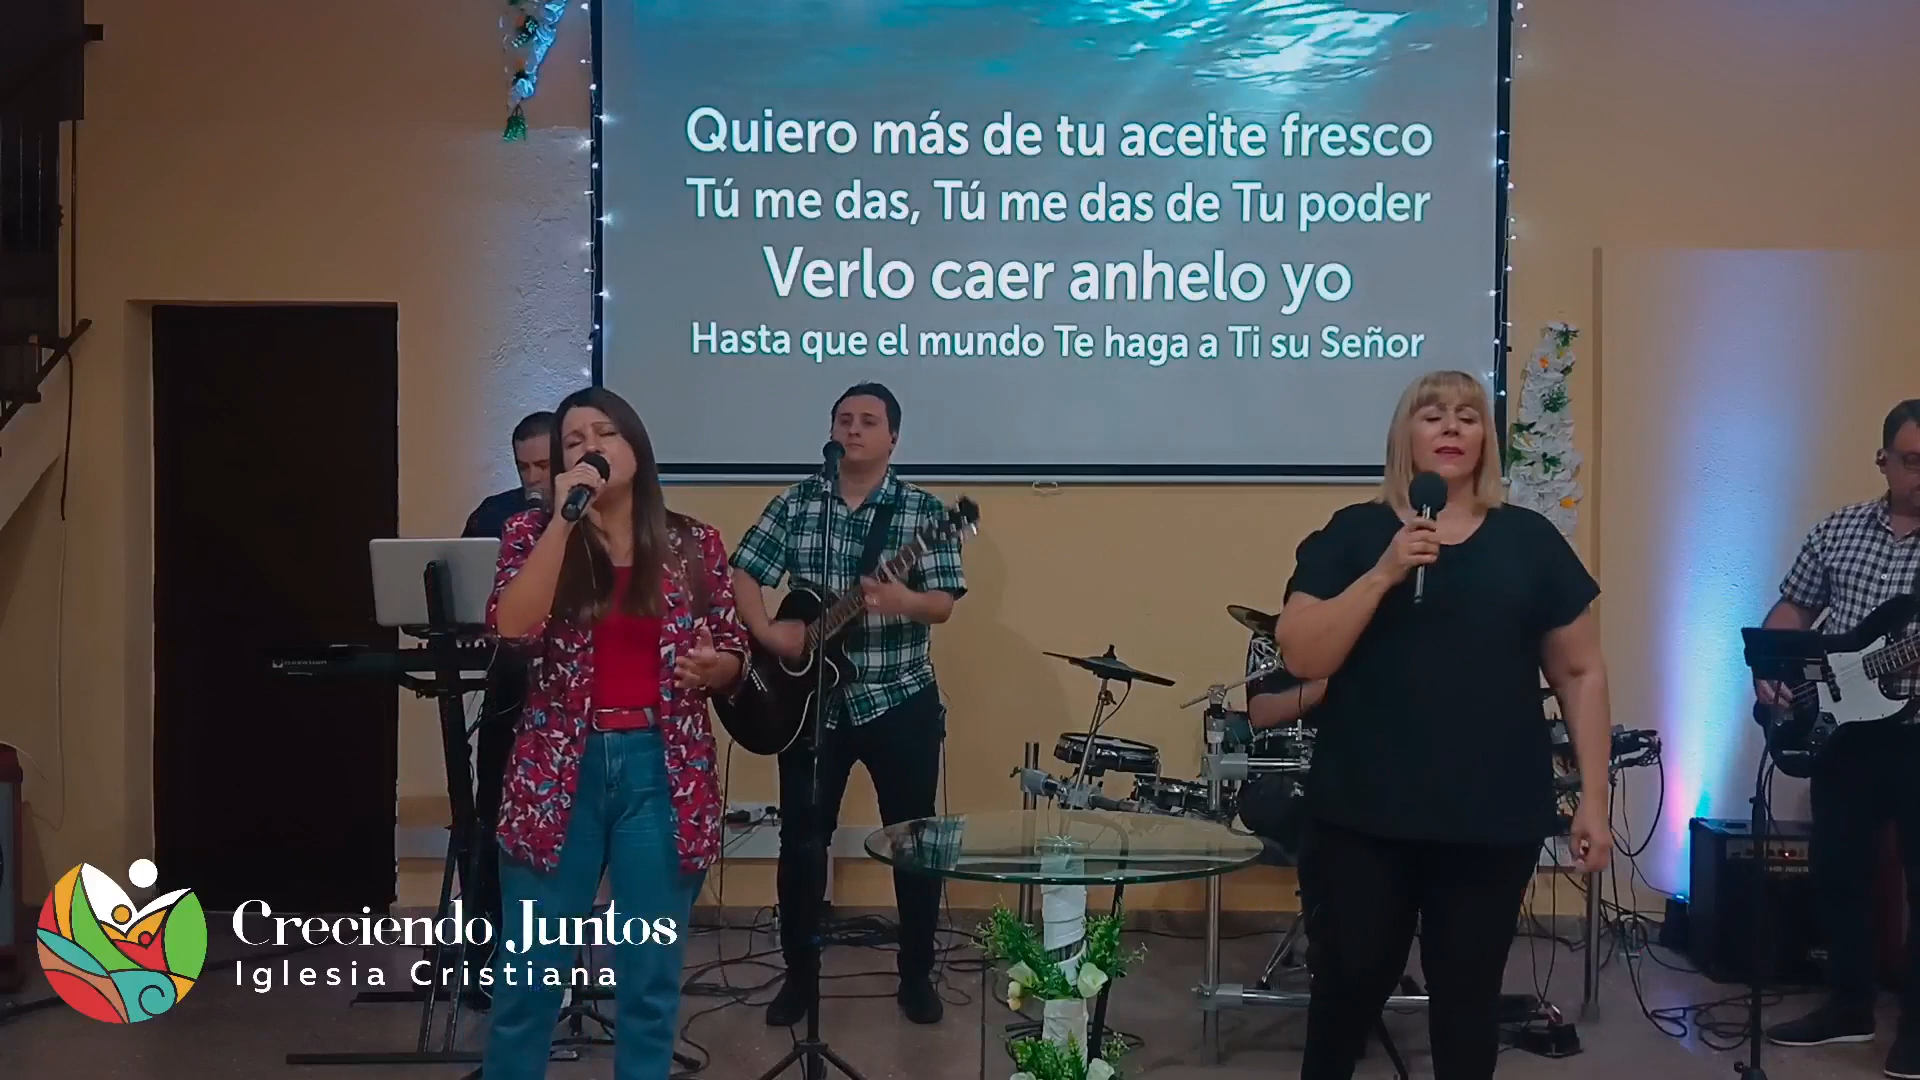 Quiero más de tu aceite fresco
Tú me das, Tú me das de Tu poder
Verlo caer anhelo yo
Hasta que el mundo Te haga a Ti su Señor
Creciendo Juntos
Iglesia Cristiana